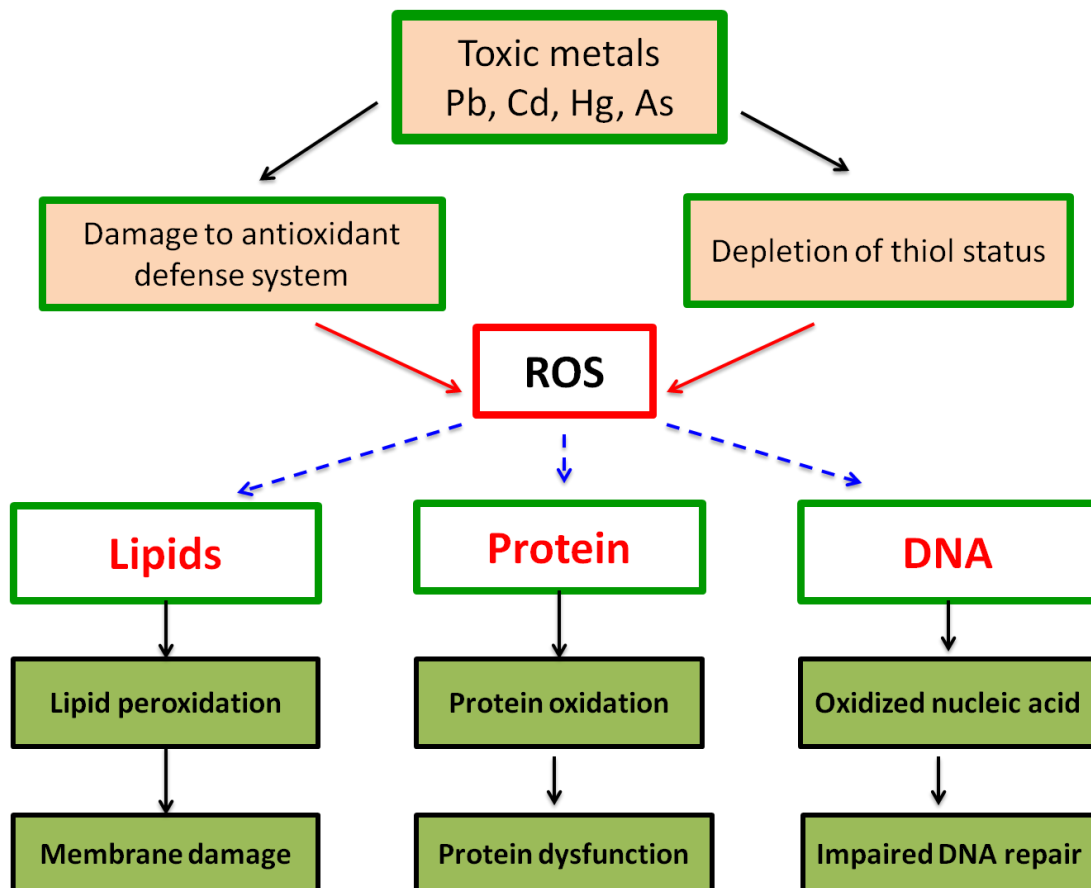 Toxic metals
Pb, Cd, Hg, As
Damage to antioxidant
defense system
Depletion of thiol status
ROS
Lipids
Protein
DNA
Lipid peroxidation
Protein oxidation
Oxidized nucleic acid
Membrane damage
Protein dysfunction
Impaired DNA repair